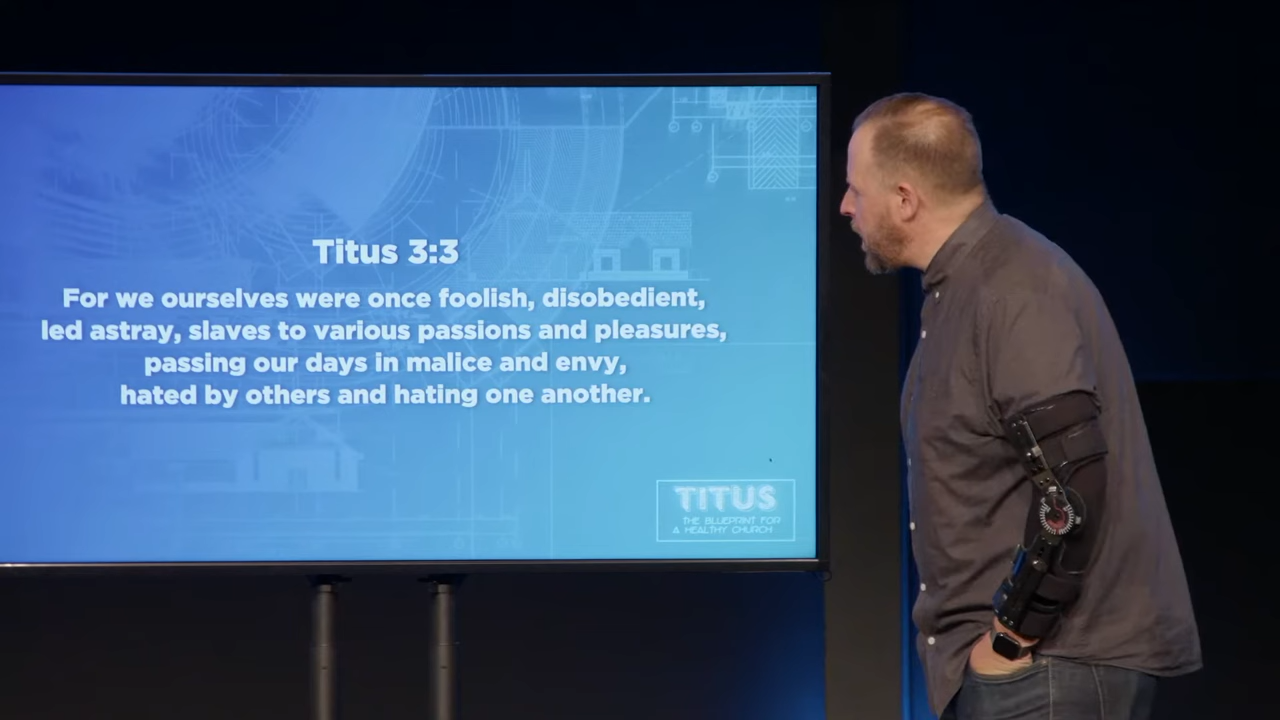 Titus 3:3
For we ourselves were once foolish, disobedient,
led astray, slaves to various passions and pleasures,
passing our days in malice and envy,
hated by others and hating one another.
TITUS
THE BLUEPRINT FOR
A HEALTHY CHURCH